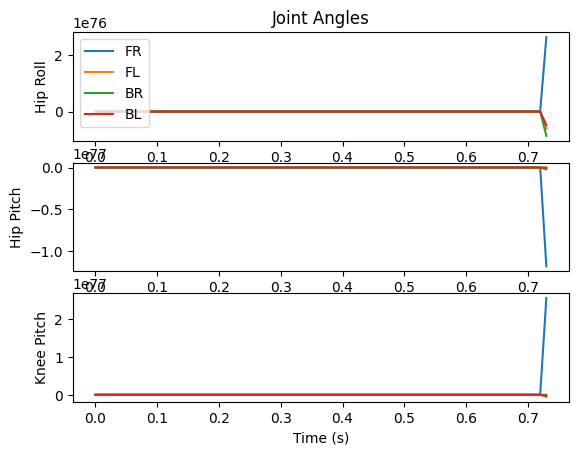 Joint Angles
1e76
2
0
Hip Roll
FR
FL
BR
BL
0.0 0.1 0.2 0.3 0.4 0.5 0.6 0.7
1e77
0.0
−0.5
−1.0
Hip Pitch
0.0 0.1 0.2 0.3 0.4 0.5 0.6 0.7
1e77
2
1
0
Knee Pitch
0.0 0.1 0.2 0.3 0.4 0.5 0.6 0.7
Time (s)